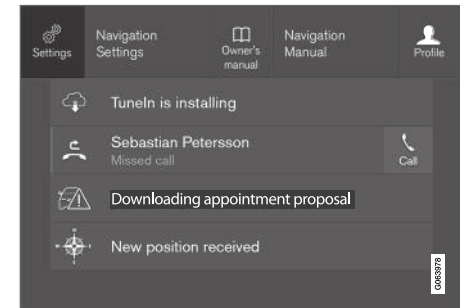 Settings
Navigation
Settings
Owner's
manual
Navigation
Manual
Profile
TuneIn is installing
Sebastian Petersson
Missed call
Call
Downloading appointment proposal
New position received
G063978